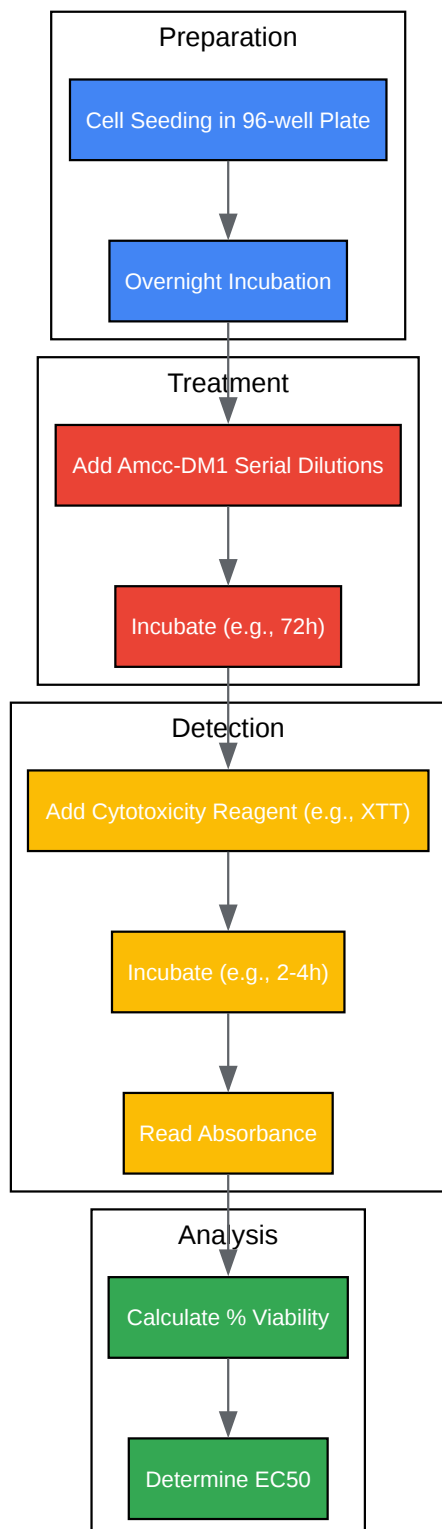 Preparation
Cell Seeding in 96-well Plate
Overnight Incubation
Treatment
Add Amcc-DM1 Serial Dilutions
Incubate (e.g., 72h)
Detection
Add Cytotoxicity Reagent (e.g., XTT)
Incubate (e.g., 2-4h)
Read Absorbance
Analysis
Calculate % Viability
Determine EC50